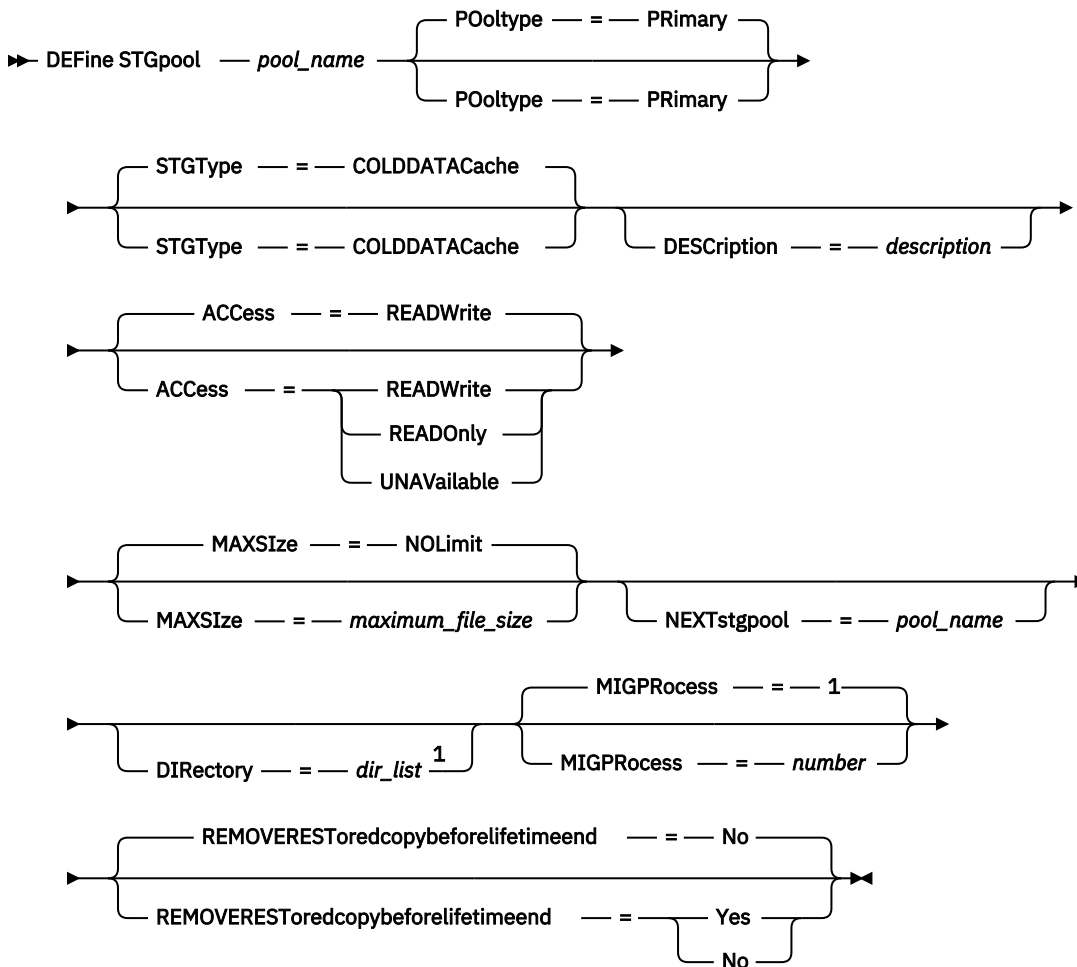 POoltype = PRimary
DEFine STGpool pool_name
POoltype = PRimary
STGType = COLDDATACache
STGType = COLDDATACache
DESCription = description
ACCess = READWrite
ACCess = READWrite
READOnly
UNAVailable
MAXSIze = NOLimit
MAXSIze = maximum_file_size
NEXTstgpool = pool_name
MIGPRocess = 1
DIRectory = dir_list 1
MIGPRocess = number
REMOVERESToredcopybeforelifetimeend = No
REMOVERESToredcopybeforelifetimeend = Yes
No